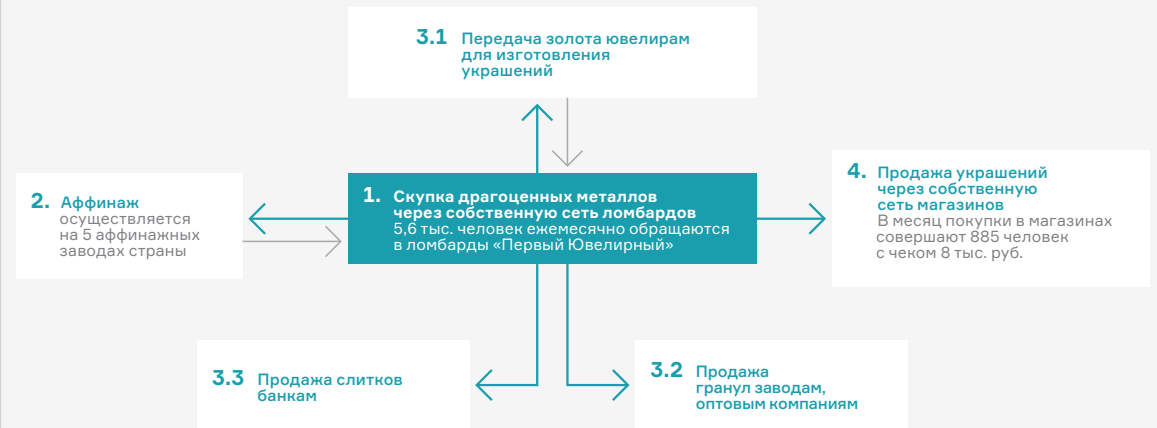 3.1 Передача золота ювелирам
для изготовления
украшений
1. Скупка драгоценных металлов
через собственную сеть ломбардов
5,6 тыс. человек ежемесячно обращаются
в ломбарды «Первый Ювелирный»
2. Аффинаж
осуществляется
на 5 аффинажных
заводах страны
4. Продажа украшений
через собственную
сеть магазинов
В месяц покупки в магазинах
совершают 885 человек
с чеком 8 тыс. руб.
3.3 Продажа слитков
банкам
3.2 Продажа
гранул заводам,
оптовым компаниям